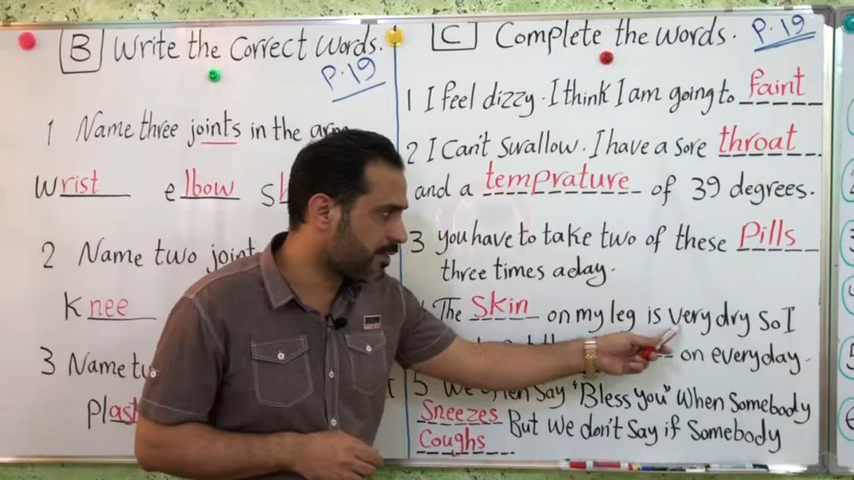 B Write the Correct Words.
P.19
1 Name three joints in the arm
wrist elbow
2 Name two joint
Knee
3 Name
C Complete the words. P.19
1 I feel dizzy. I think I am going to faint
2 I Can't Swallow. I have a sore throat
and a temprature of 39 degrees.
3 you have to take two of these Pills
three times a day.
The Skin on my leg is very dry So I
on everyday.
5 Say "Bless you" When Somebody
Sneezes But We don't Say if Somebody
Coughs